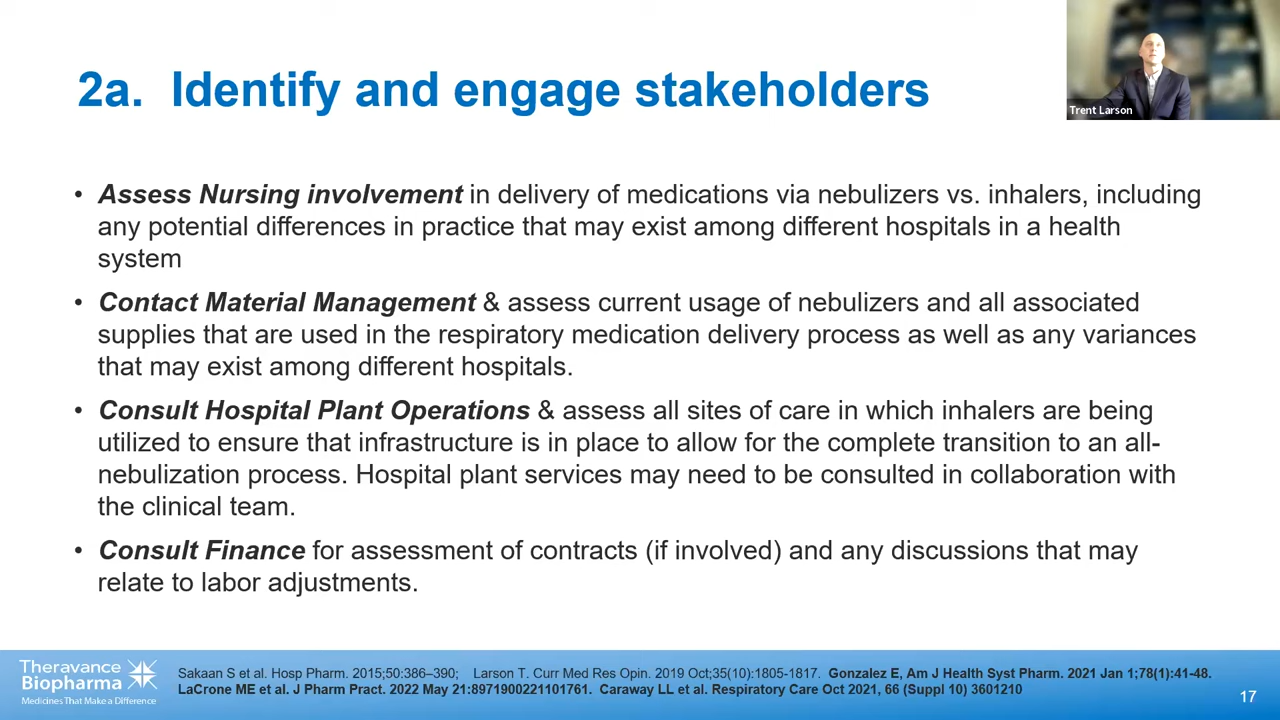 2a. Identify and engage stakeholders
Trent Larson
• Assess Nursing involvement in delivery of medications via nebulizers vs. inhalers, including
any potential differences in practice that may exist among different hospitals in a health
system
• Contact Material Management & assess current usage of nebulizers and all associated
supplies that are used in the respiratory medication delivery process as well as any variances
that may exist among different hospitals.
• Consult Hospital Plant Operations & assess all sites of care in which inhalers are being
utilized to ensure that infrastructure is in place to allow for the complete transition to an all-
nebulization process. Hospital plant services may need to be consulted in collaboration with
the clinical team.
• Consult Finance for assessment of contracts (if involved) and any discussions that may
relate to labor adjustments.
Theravance
Biopharma
Medicines That Make a Difference
Sakaan S et al. Hosp Pharm. 2015;50:386–390; Larson T. Curr Med Res Opin. 2019 Oct;35(10):1805-1817. Gonzalez E, Am J Health Syst Pharm. 2021 Jan 1;78(1):41-48.
LaCrone ME et al. J Pharm Pract. 2022 May 21:8971900221101761. Caraway LL et al. Respiratory Care Oct 2021, 66 (Suppl 10) 3601210
17